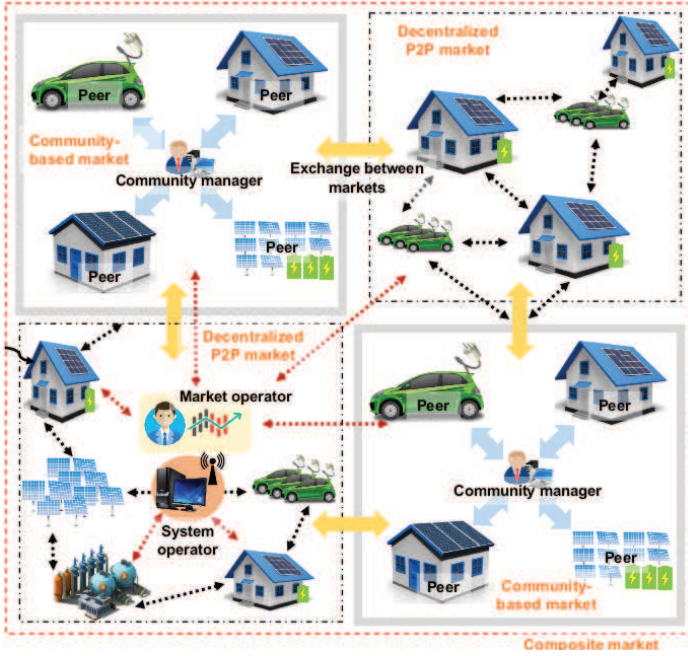 Decentralized
P2P market
Peer
Peer
Community-
based market
Community manager
Exchange between
markets
Peer
Peer
Decentralized
P2P market
Market operator
Peer
Peer
System
operator
Community manager
Peer
Peer
Community-
based market
Composite market